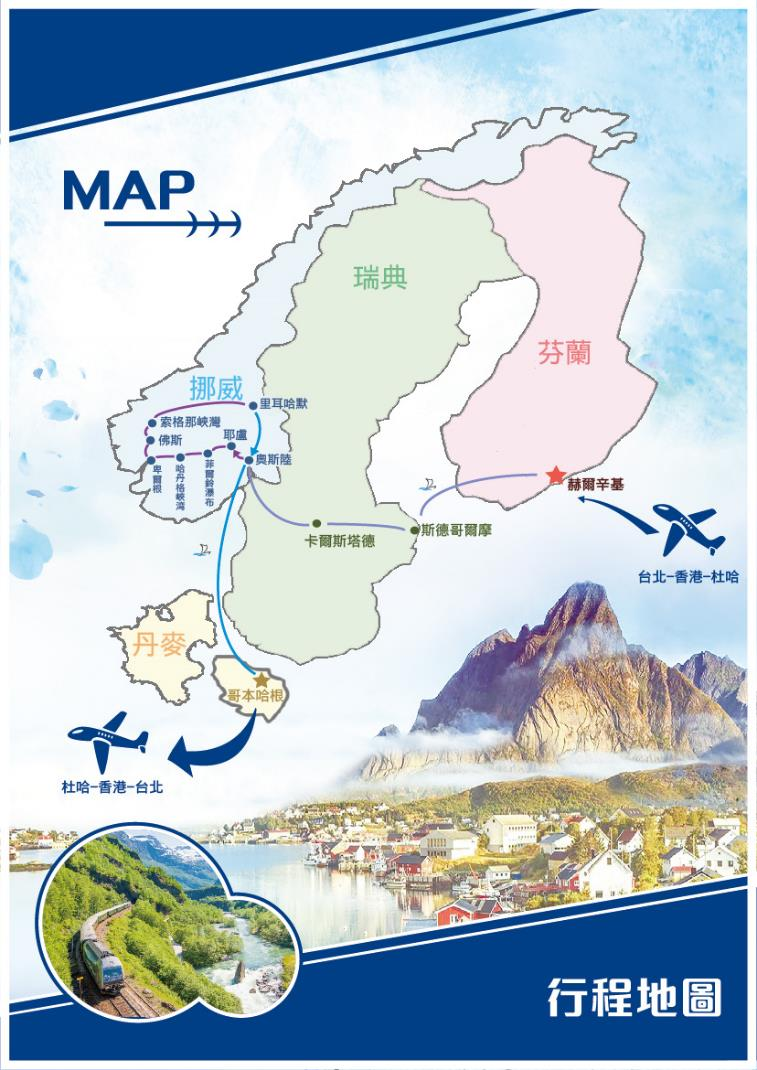 MAP
瑞典
芬蘭
挪威
里耳哈默
索格那峽灣
佛斯
耶盧
奧斯陸
卑爾根
哈丹格峽湾
菲爾鈴瀑布
赫爾辛基
斯德哥爾摩
卡爾斯塔德
台北-香港-杜哈
丹麥
哥本哈根
杜哈-香港-台北
行程地圖